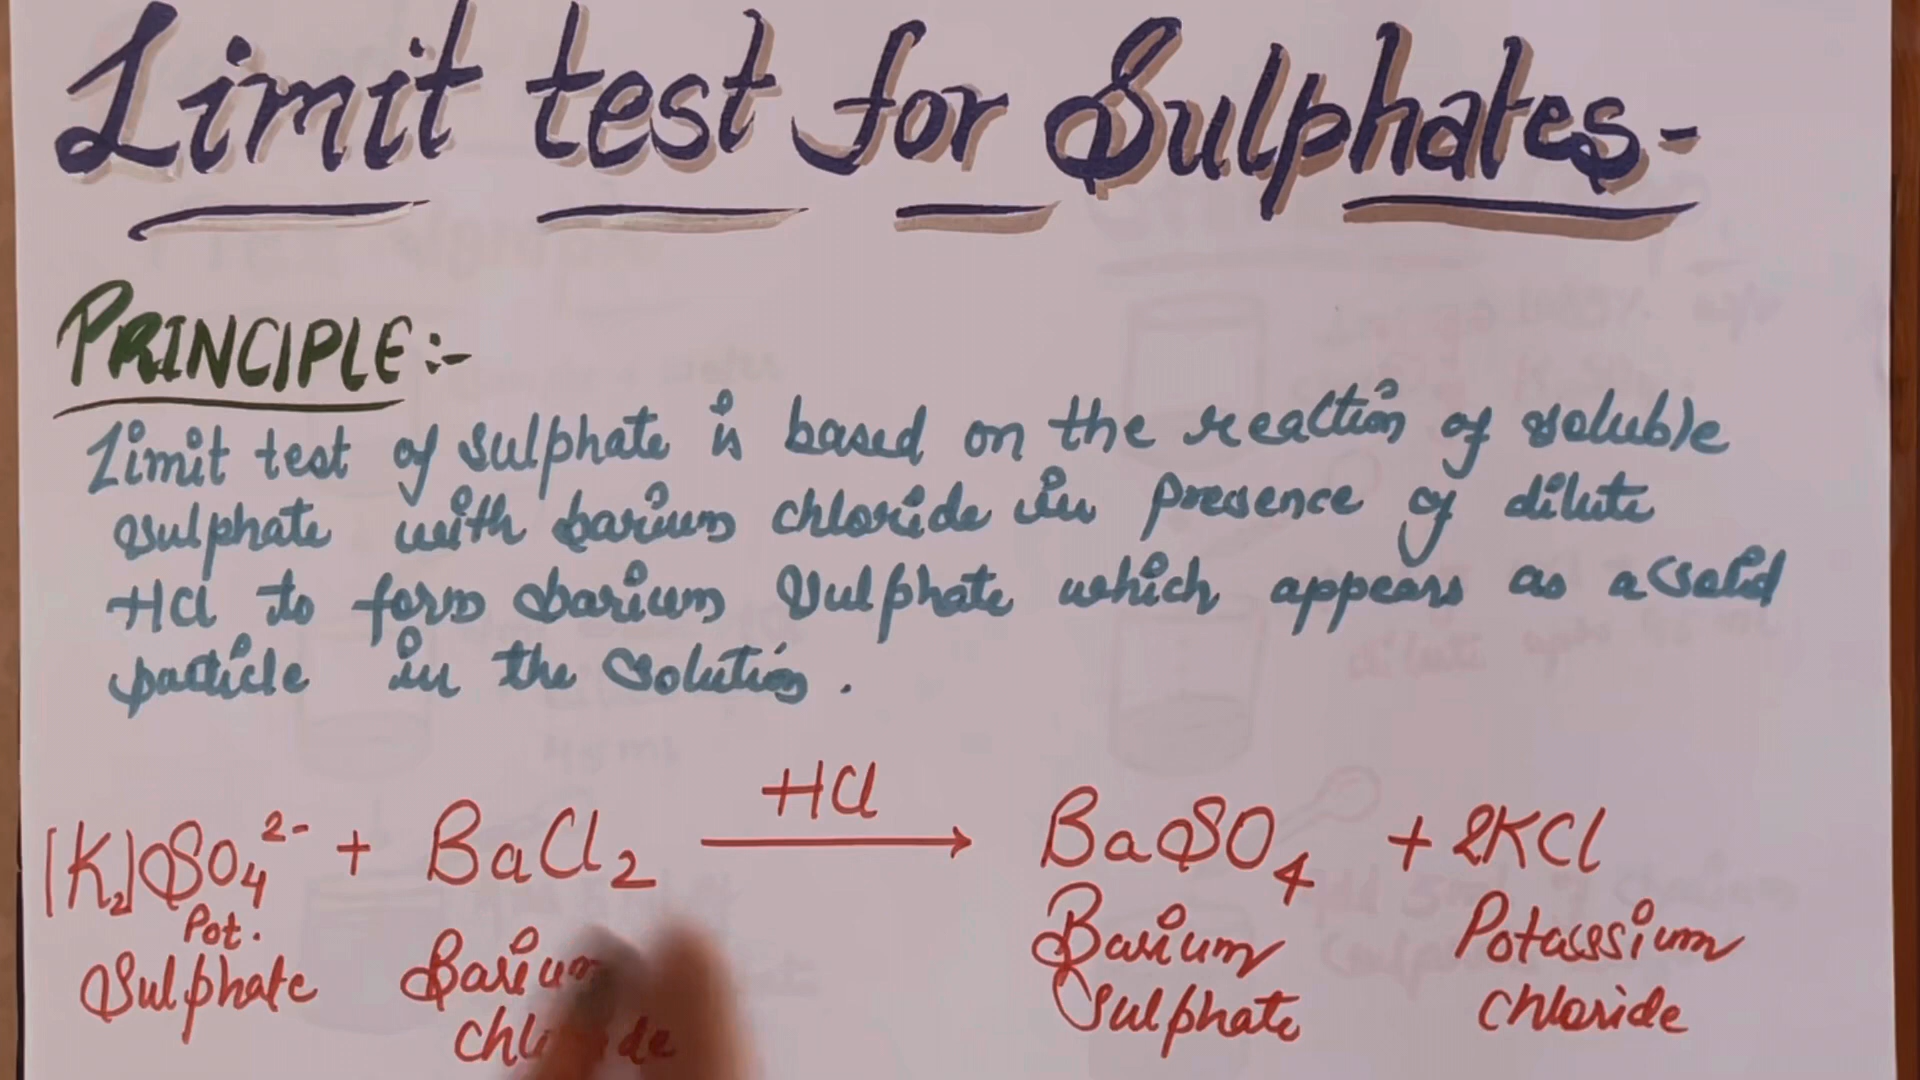 Limit test for Sulphates-
PRINCIPLE:-
Limit test of sulphate is based on the reaction of soluble
sulphate with barium chloride in presence of dilute
HCl to form barium sulphate which appears as a solid
particle in the solution.
[K₂]SO₄²⁻ + BaCl₂ —HCl→ BaSO₄ + 2KCl
Pot. Sulphate Barium chloride Barium Sulphate Potassium chloride